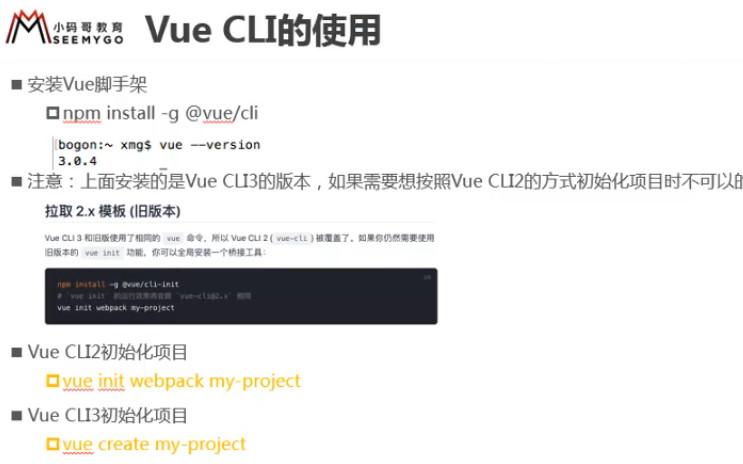 小码哥教育
SEEMYGO
Vue CLI的使用
安装Vue脚手架
npm install -g @vue/cli
bogon:~ xmg$ vue --version
3.0.4
注意：上面安装的是Vue CLI3的版本，如果需要想按照Vue CLI2的方式初始化项目时不可以的
拉取 2.x 模板 (旧版本)
Vue CLI 3 和旧版使用了相同的 vue 命令，所以 Vue CLI 2 ( vue-cli ) 被覆盖了。如果你仍然需要使用
旧版本的 vue init 功能，你可以全局安装一个桥接工具：
npm install -g @vue/cli-init
# `vue init` 的运行效果将会跟 `vue-cli@2.x` 相同
vue init webpack my-project
Vue CLI2初始化项目
vue init webpack my-project
Vue CLI3初始化项目
vue create my-project